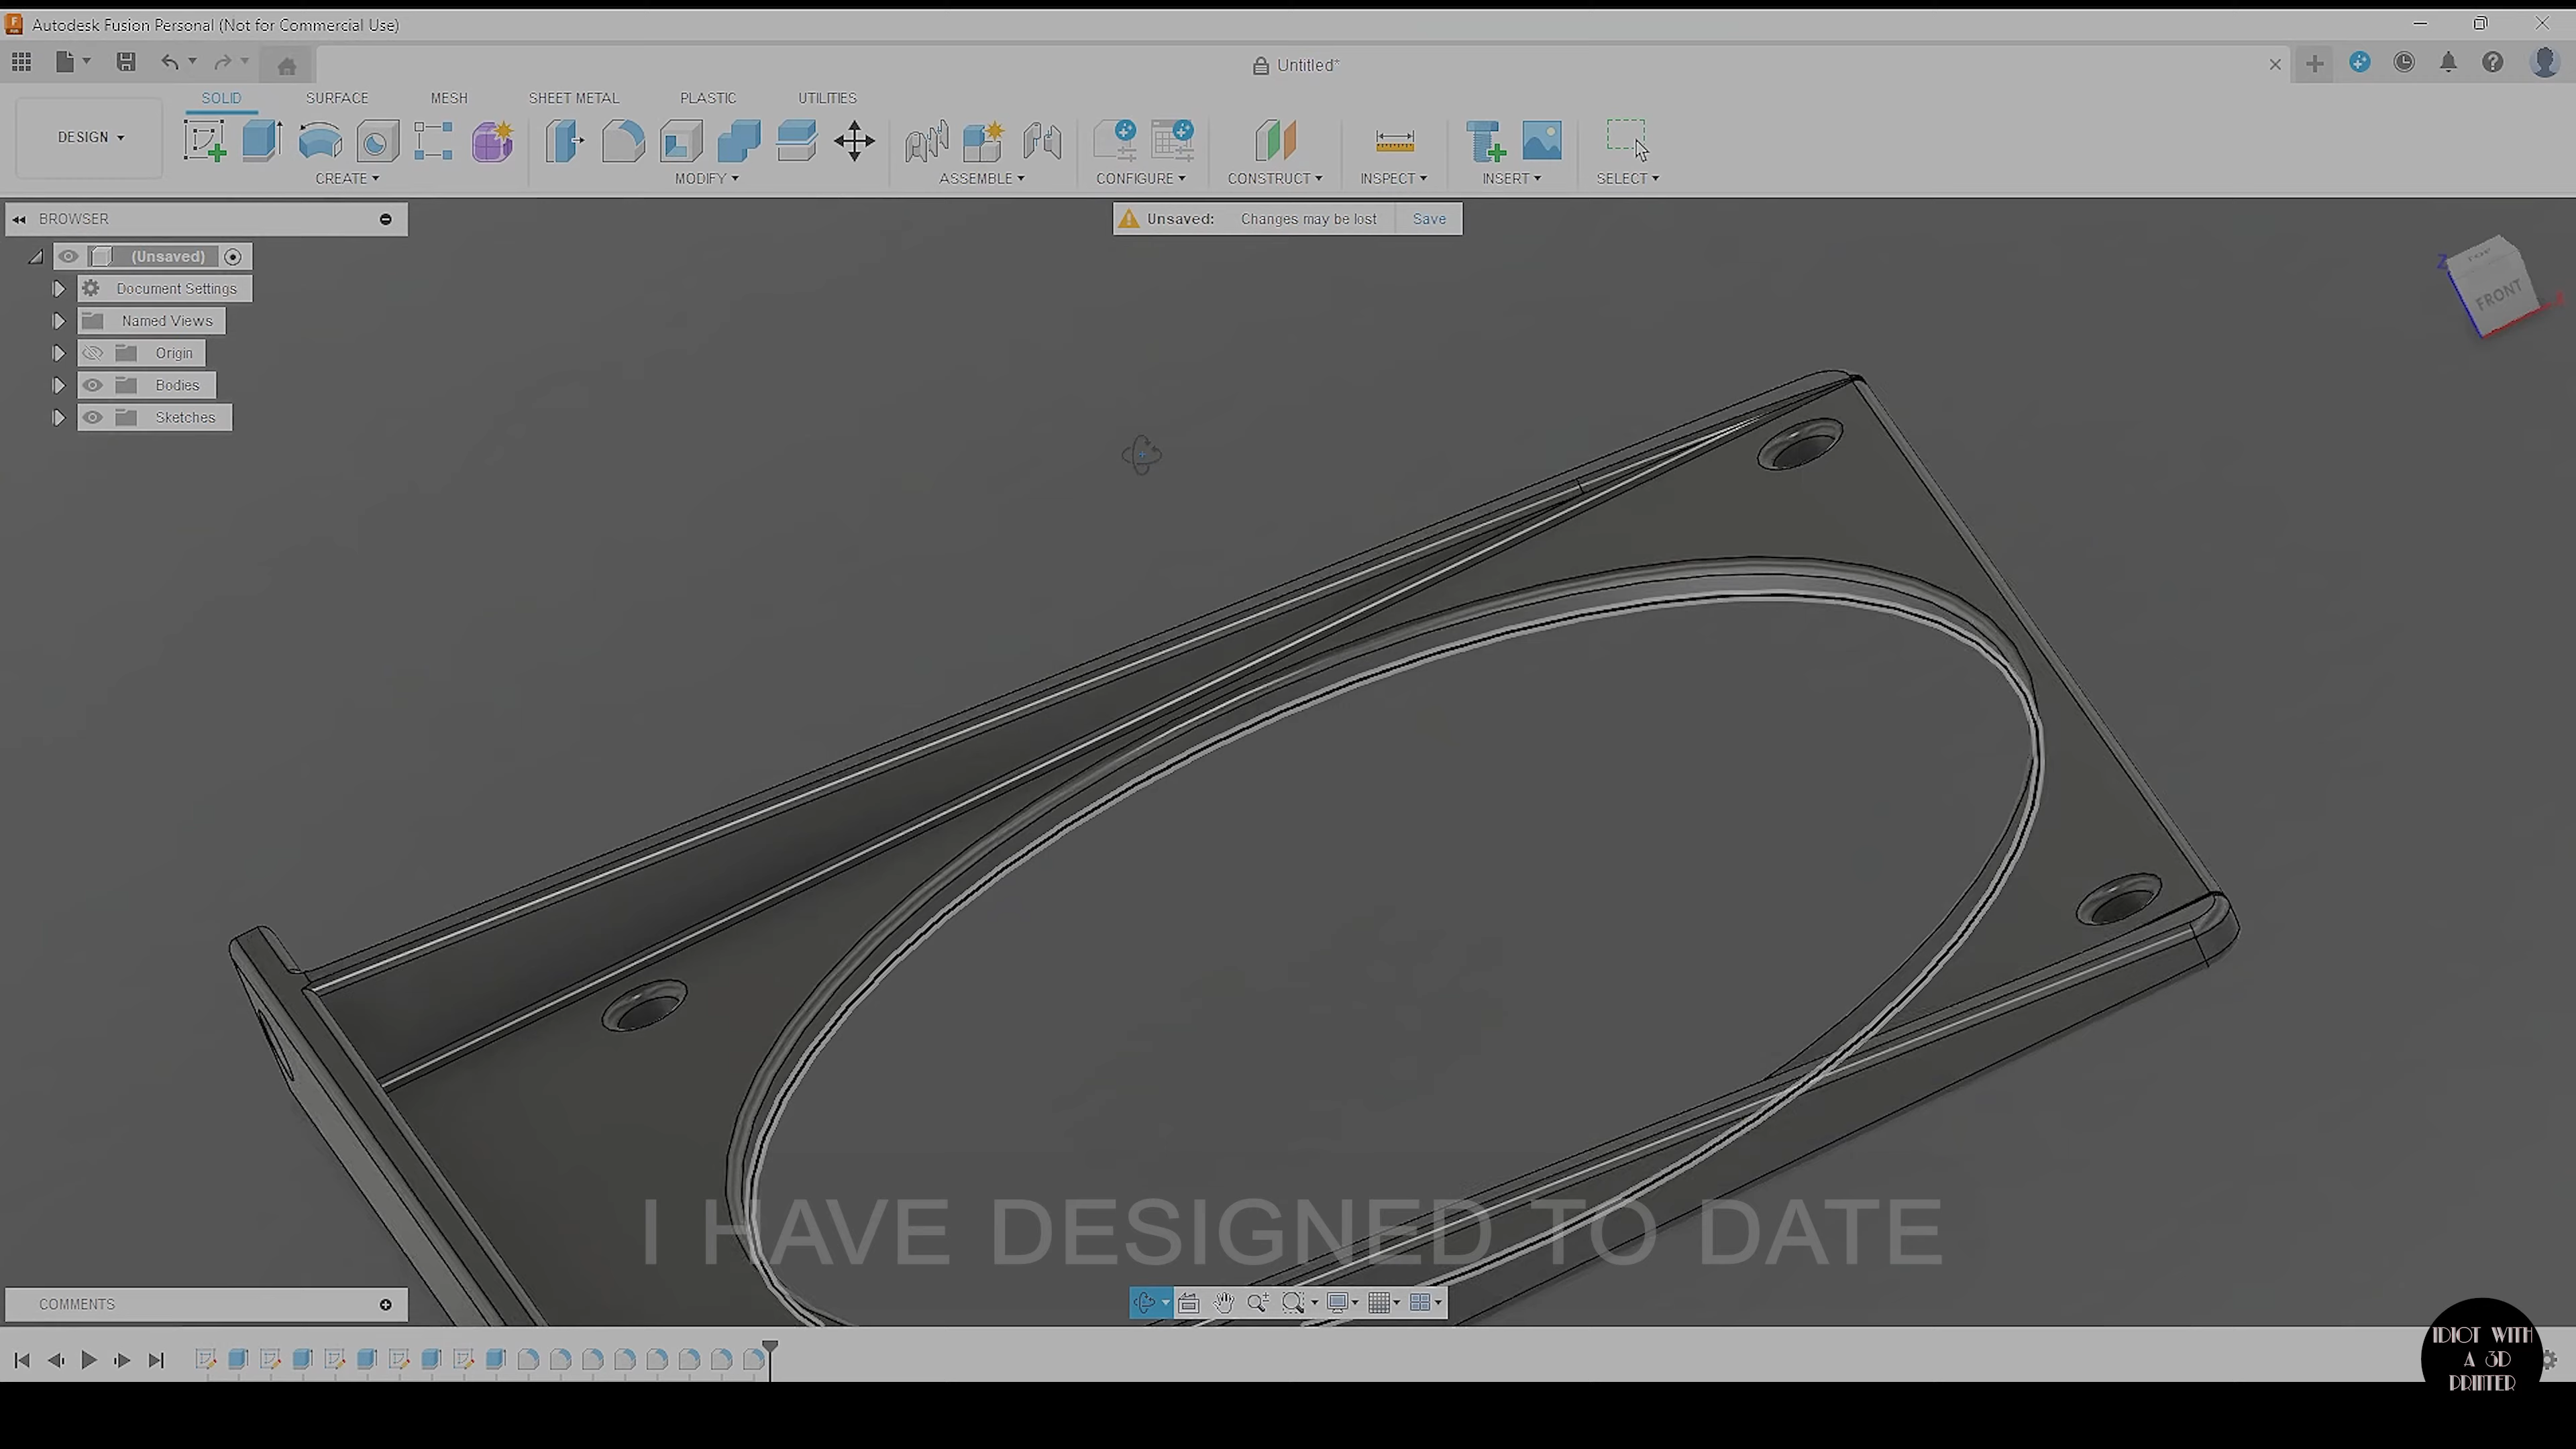 Autodesk Fusion Personal (Not for Commercial Use)
Untitled*
SOLID
SURFACE
MESH
SHEET METAL
PLASTIC
UTILITIES
DESIGN
CREATE
MODIFY
ASSEMBLE
CONFIGURE
CONSTRUCT
INSPECT
INSERT
SELECT
BROWSER
Unsaved: Changes may be lost Save
(Unsaved)
Document Settings
Named Views
Origin
Bodies
Sketches
Z
TOP
FRONT
X
I HAVE DESIGNED TO DATE
COMMENTS
IDIOT WITH
A 3D
PRINTER